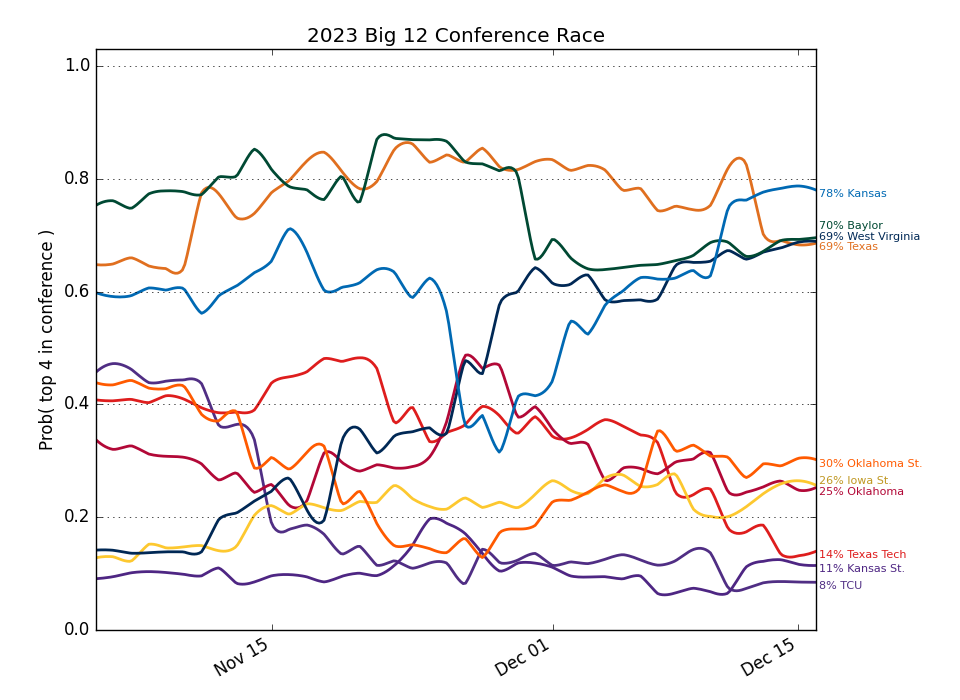 2023 Big 12 Conference Race
Prob( top 4 in conference )
1.0
0.8
0.6
0.4
0.2
0.0
Nov 15
Dec 01
Dec 15
78% Kansas
70% Baylor
69% West Virginia
69% Texas
30% Oklahoma St.
26% Iowa St.
25% Oklahoma
14% Texas Tech
11% Kansas St.
8% TCU